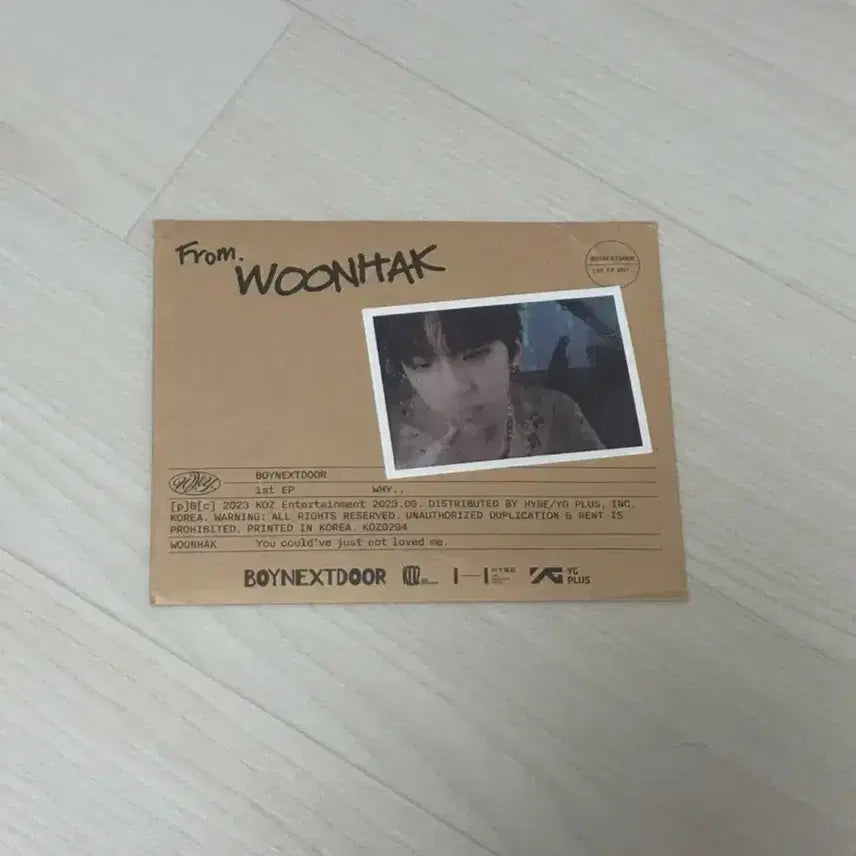 From.
WOONHAK
BOYNEXTDOOR
1ST EP WHY..
WHY..
BOYNEXTDOOR
1st EP WHY..
[p]&[c] 2023 KOZ Entertainment 2023.09. DISTRIBUTED BY HYBE/YG PLUS, INC.
KOREA. WARNING: ALL RIGHTS RESERVED. UNAUTHORIZED DUPLICATION & RENT IS
PROHIBITED. PRINTED IN KOREA. KOZ0294
WOONHAK You could've just not loved me.
BOYNEXTDOOR KOZ HYBE YG PLUS